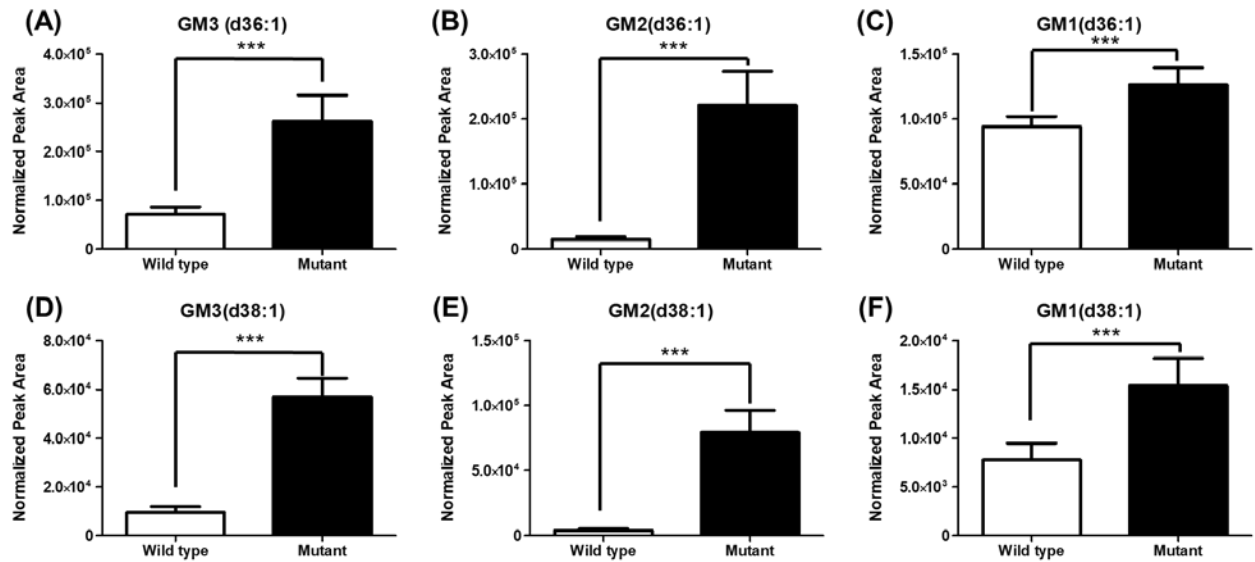 (A)
GM3 (d36:1)
***
Normalized Peak Area
4.0×10⁵
3.0×10⁵
2.0×10⁵
1.0×10⁵
0
Wild type Mutant
(B)
GM2(d36:1)
***
Normalized Peak Area
3.0×10⁵
2.0×10⁵
1.0×10⁵
0
Wild type Mutant
(C)
GM1(d36:1)
***
Normalized Peak Area
1.5×10⁵
1.0×10⁵
5.0×10⁴
0
Wild type Mutant
(D)
GM3(d38:1)
***
Normalized Peak Area
8.0×10⁴
6.0×10⁴
4.0×10⁴
2.0×10⁴
0
Wild type Mutant
(E)
GM2(d38:1)
***
Normalized Peak Area
1.5×10⁵
1.0×10⁵
5.0×10⁴
0
Wild type Mutant
(F)
GM1(d38:1)
***
Normalized Peak Area
2.0×10⁴
1.5×10⁴
1.0×10⁴
5.0×10³
0
Wild type Mutant